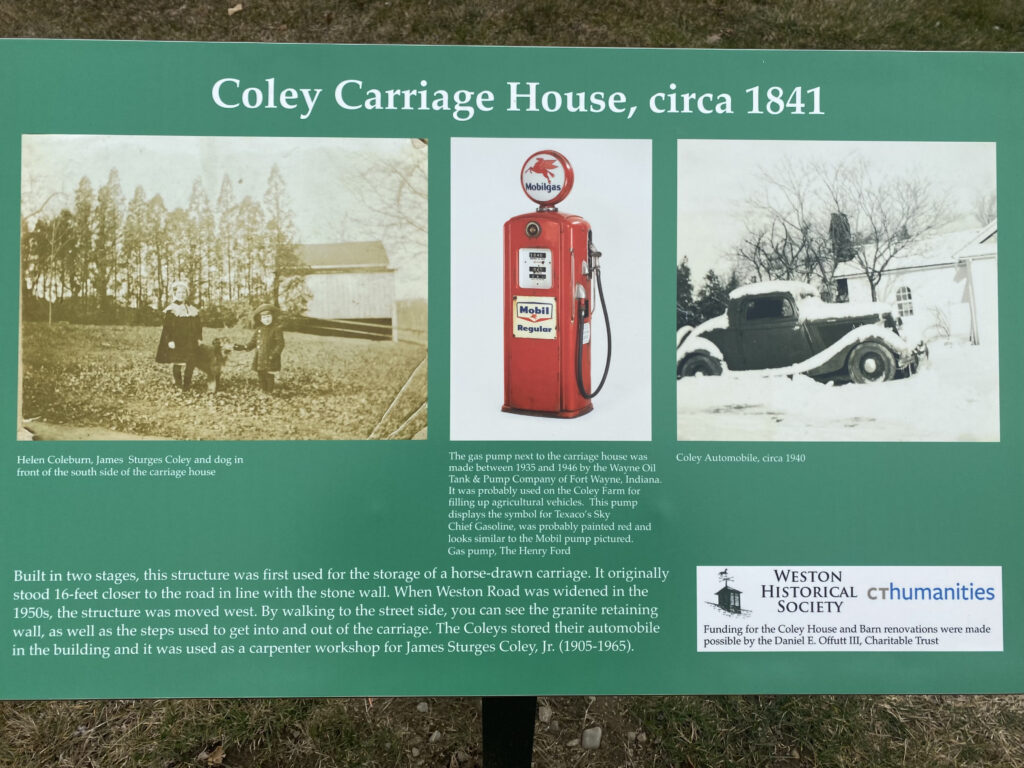 Coley Carriage House, circa 1841
Helen Coleburn, James Sturges Coley and dog in
front of the south side of the carriage house
Mobilgas
Mobil
Regular
The gas pump next to the carriage house was
made between 1935 and 1946 by the Wayne Oil
Tank & Pump Company of Fort Wayne, Indiana.
It was probably used on the Coley Farm for
filling up agricultural vehicles. This pump
displays the symbol for Texaco's Sky
Chief Gasoline, was probably painted red and
looks similar to the Mobil pump pictured.
Gas pump, The Henry Ford
Coley Automobile, circa 1940
Built in two stages, this structure was first used for the storage of a horse-drawn carriage. It originally
stood 16-feet closer to the road in line with the stone wall. When Weston Road was widened in the
1950s, the structure was moved west. By walking to the street side, you can see the granite retaining
wall, as well as the steps used to get into and out of the carriage. The Coleys stored their automobile
in the building and it was used as a carpenter workshop for James Sturges Coley, Jr. (1905-1965).
WESTON
HISTORICAL
SOCIETY
CThumanities
Funding for the Coley House and Barn renovations were made
possible by the Daniel E. Offutt III, Charitable Trust